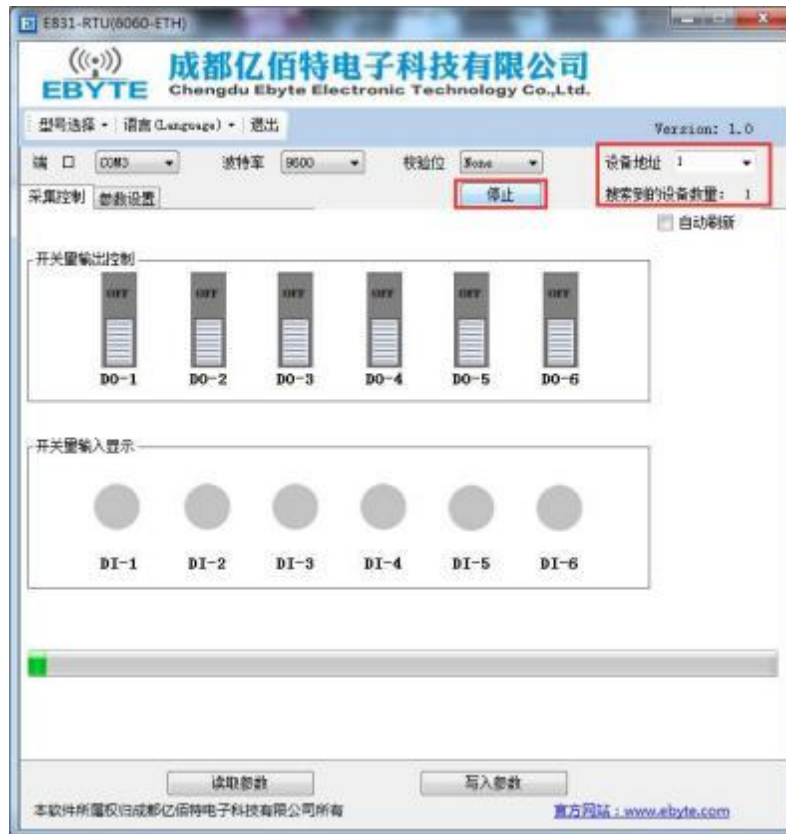 E831-RTU(6060-ETH)
EBYTE
成都亿佰特电子科技有限公司
Chengdu Ebyte Electronic Technology Co.,Ltd.
型号选择 语言(Language) 退出
Version: 1.0
端 口 COM3 波特率 9600 校验位 None 设备地址 1
采集控制 参数设置 停止 搜索到的设备数量: 1
自动刷新
开关量输出控制
OFF OFF OFF OFF OFF OFF
DO-1 DO-2 DO-3 DO-4 DO-5 DO-6
开关量输入显示
DI-1 DI-2 DI-3 DI-4 DI-5 DI-6
读取参数 写入参数
本软件所属权归成都亿佰特电子科技有限公司所有 官方网站：www.ebyte.com